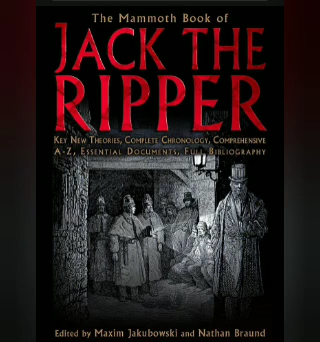 The Mammoth Book of
JACK THE
RIPPER
KEY NEW THEORIES, COMPLETE CHRONOLOGY, COMPREHENSIVE
A-Z, ESSENTIAL DOCUMENTS, FULL BIBLIOGRAPHY
Edited by Maxim Jakubowski and Nathan Braund